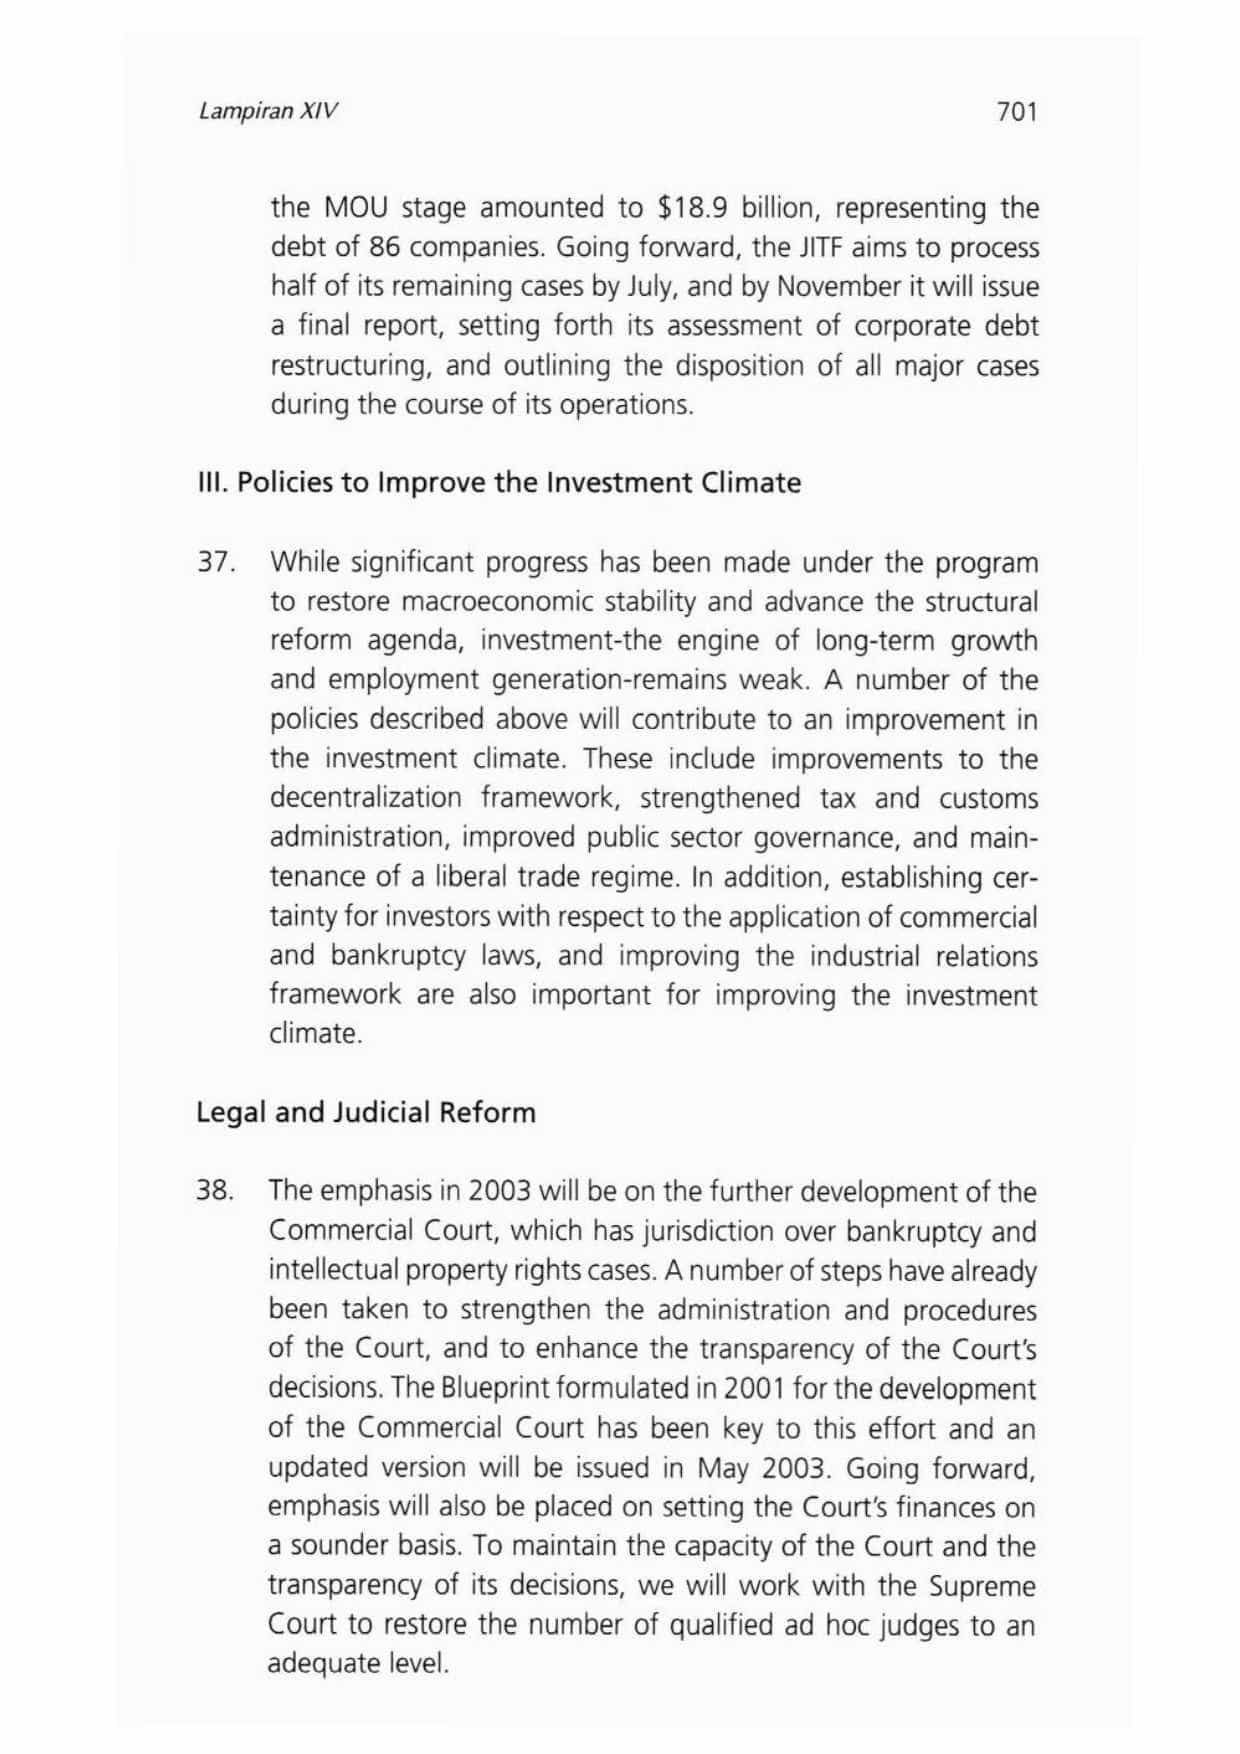 Lampiran XIV 701
the MOU stage amounted to $18.9 billion, representing the
debt of 86 companies. Going forward, the JITF aims to process
half of its remaining cases by July, and by November it will issue
a final report, setting forth its assessment of corporate debt
restructuring, and outlining the disposition of all major cases
during the course of its operations.
III. Policies to Improve the Investment Climate
37. While significant progress has been made under the program
to restore macroeconomic stability and advance the structural
reform agenda, investment-the engine of long-term growth
and employment generation-remains weak. A number of the
policies described above will contribute to an improvement in
the investment climate. These include improvements to the
decentralization framework, strengthened tax and customs
administration, improved public sector governance, and main-
tenance of a liberal trade regime. In addition, establishing cer-
tainty for investors with respect to the application of commercial
and bankruptcy laws, and improving the industrial relations
framework are also important for improving the investment
climate.
Legal and Judicial Reform
38. The emphasis in 2003 will be on the further development of the
Commercial Court, which has jurisdiction over bankruptcy and
intellectual property rights cases. A number of steps have already
been taken to strengthen the administration and procedures
of the Court, and to enhance the transparency of the Court's
decisions. The Blueprint formulated in 2001 for the development
of the Commercial Court has been key to this effort and an
updated version will be issued in May 2003. Going forward,
emphasis will also be placed on setting the Court's finances on
a sounder basis. To maintain the capacity of the Court and the
transparency of its decisions, we will work with the Supreme
Court to restore the number of qualified ad hoc judges to an
adequate level.